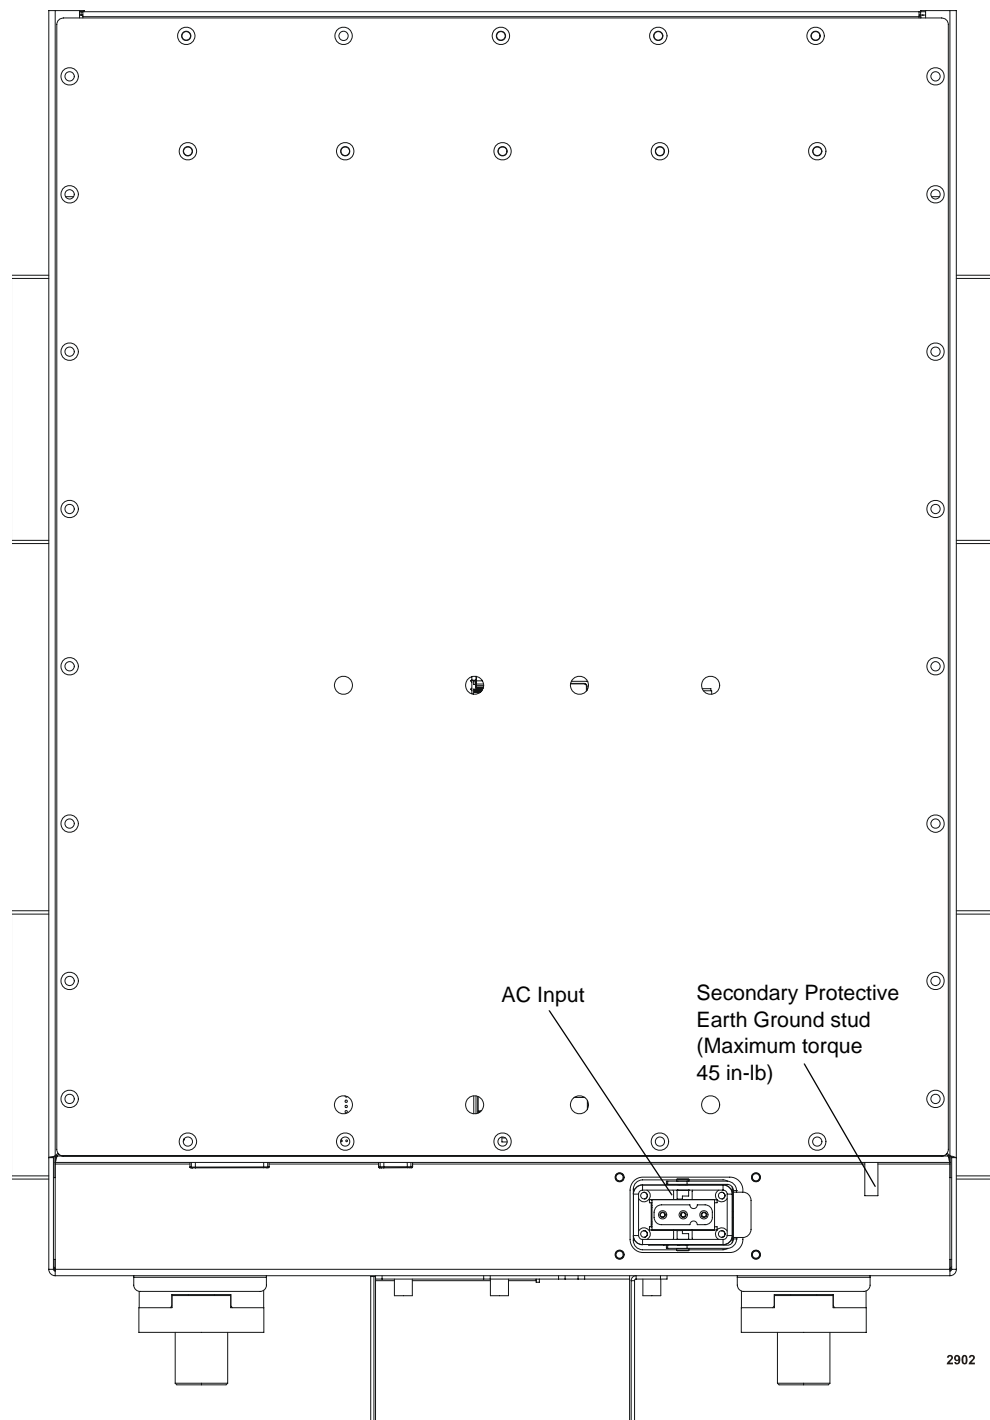 AC Input
Secondary Protective
Earth Ground stud
(Maximum torque
45 in-lb)
2902